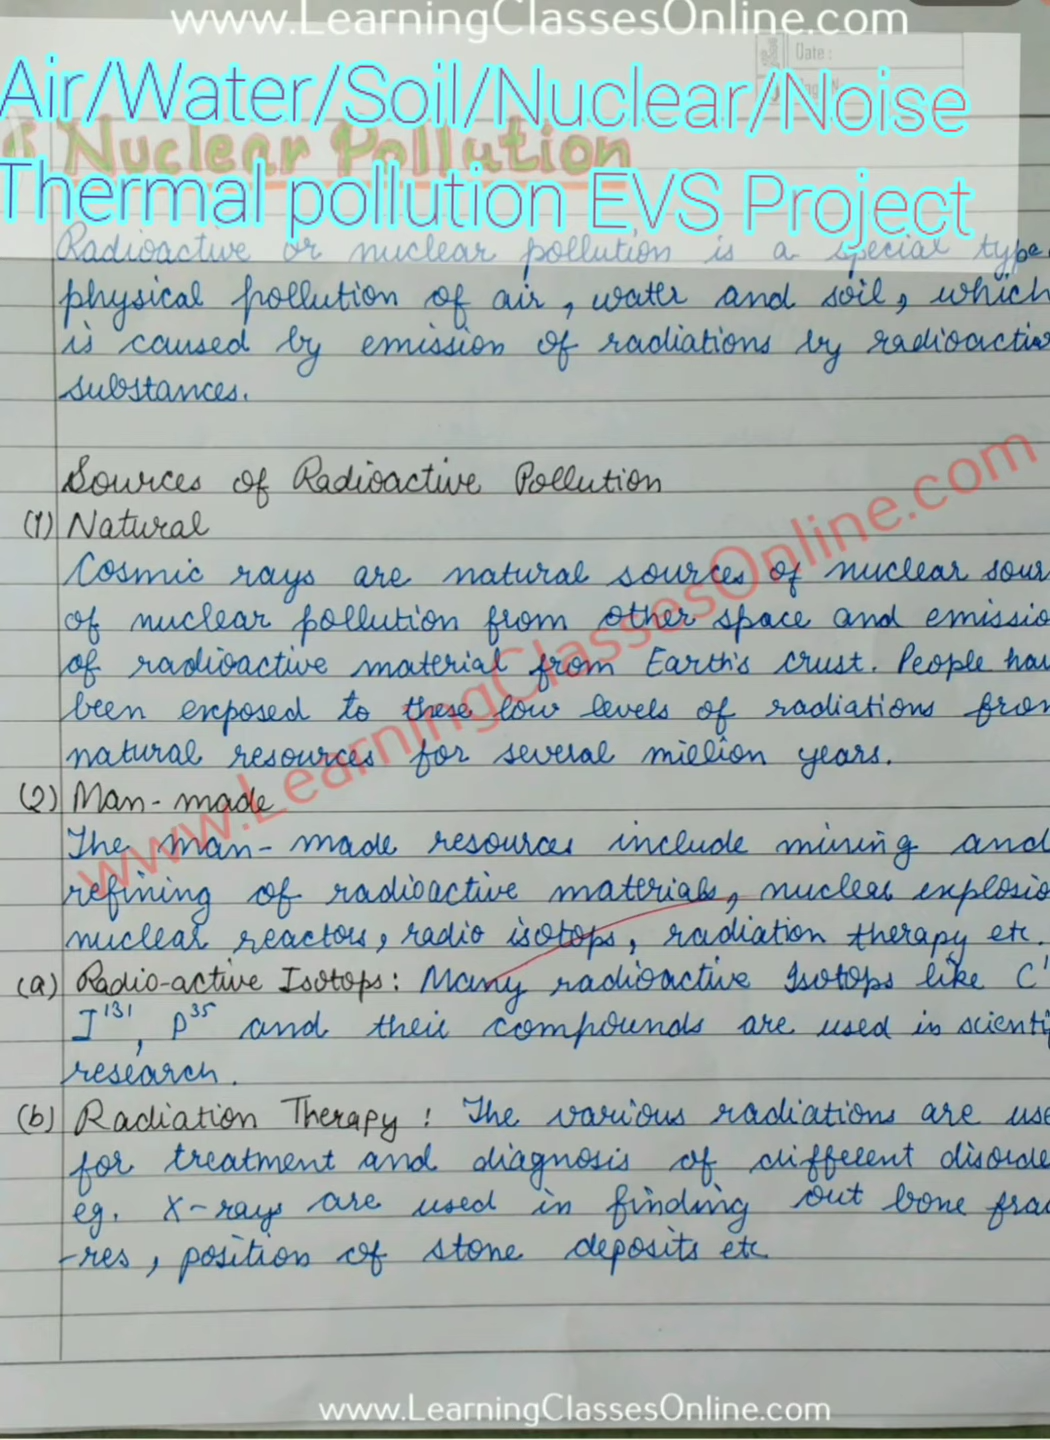 www.LearningClassesOnline.com
Date :
Air/Water/Soil/Nuclear/Noise
Nuclear Pollution
Thermal pollution EVS Project
Radioactive or nuclear pollution is a special type
physical pollution of air, water and soil, which
is caused by emission of radiations by radioactiv
substances.
Sources of Radioactive Pollution
(1) Natural
Cosmic rays are natural sources of nuclear sour
of nuclear pollution from other space and emissio
of radioactive material from Earth's crust. People hav
been exposed to these low levels of radiations from
natural resources for several million years.
(2) Man-made
The man-made resources include mining and
refining of radioactive materials, nuclear explosio
nuclear reactors, radio isotops, radiation therapy etc.
(a) Radio-active Isotops: Many radioactive Isotops like C
I¹³¹, P³⁵ and their compounds are used in scienti
research.
(b) Radiation Therapy: The various radiations are use
for treatment and diagnosis of different disorde
eg. X-rays are used in finding out bone frac
-res, position of stone deposits etc
www.LearningClassesOnline.com
www.LearningClassesOnline.com